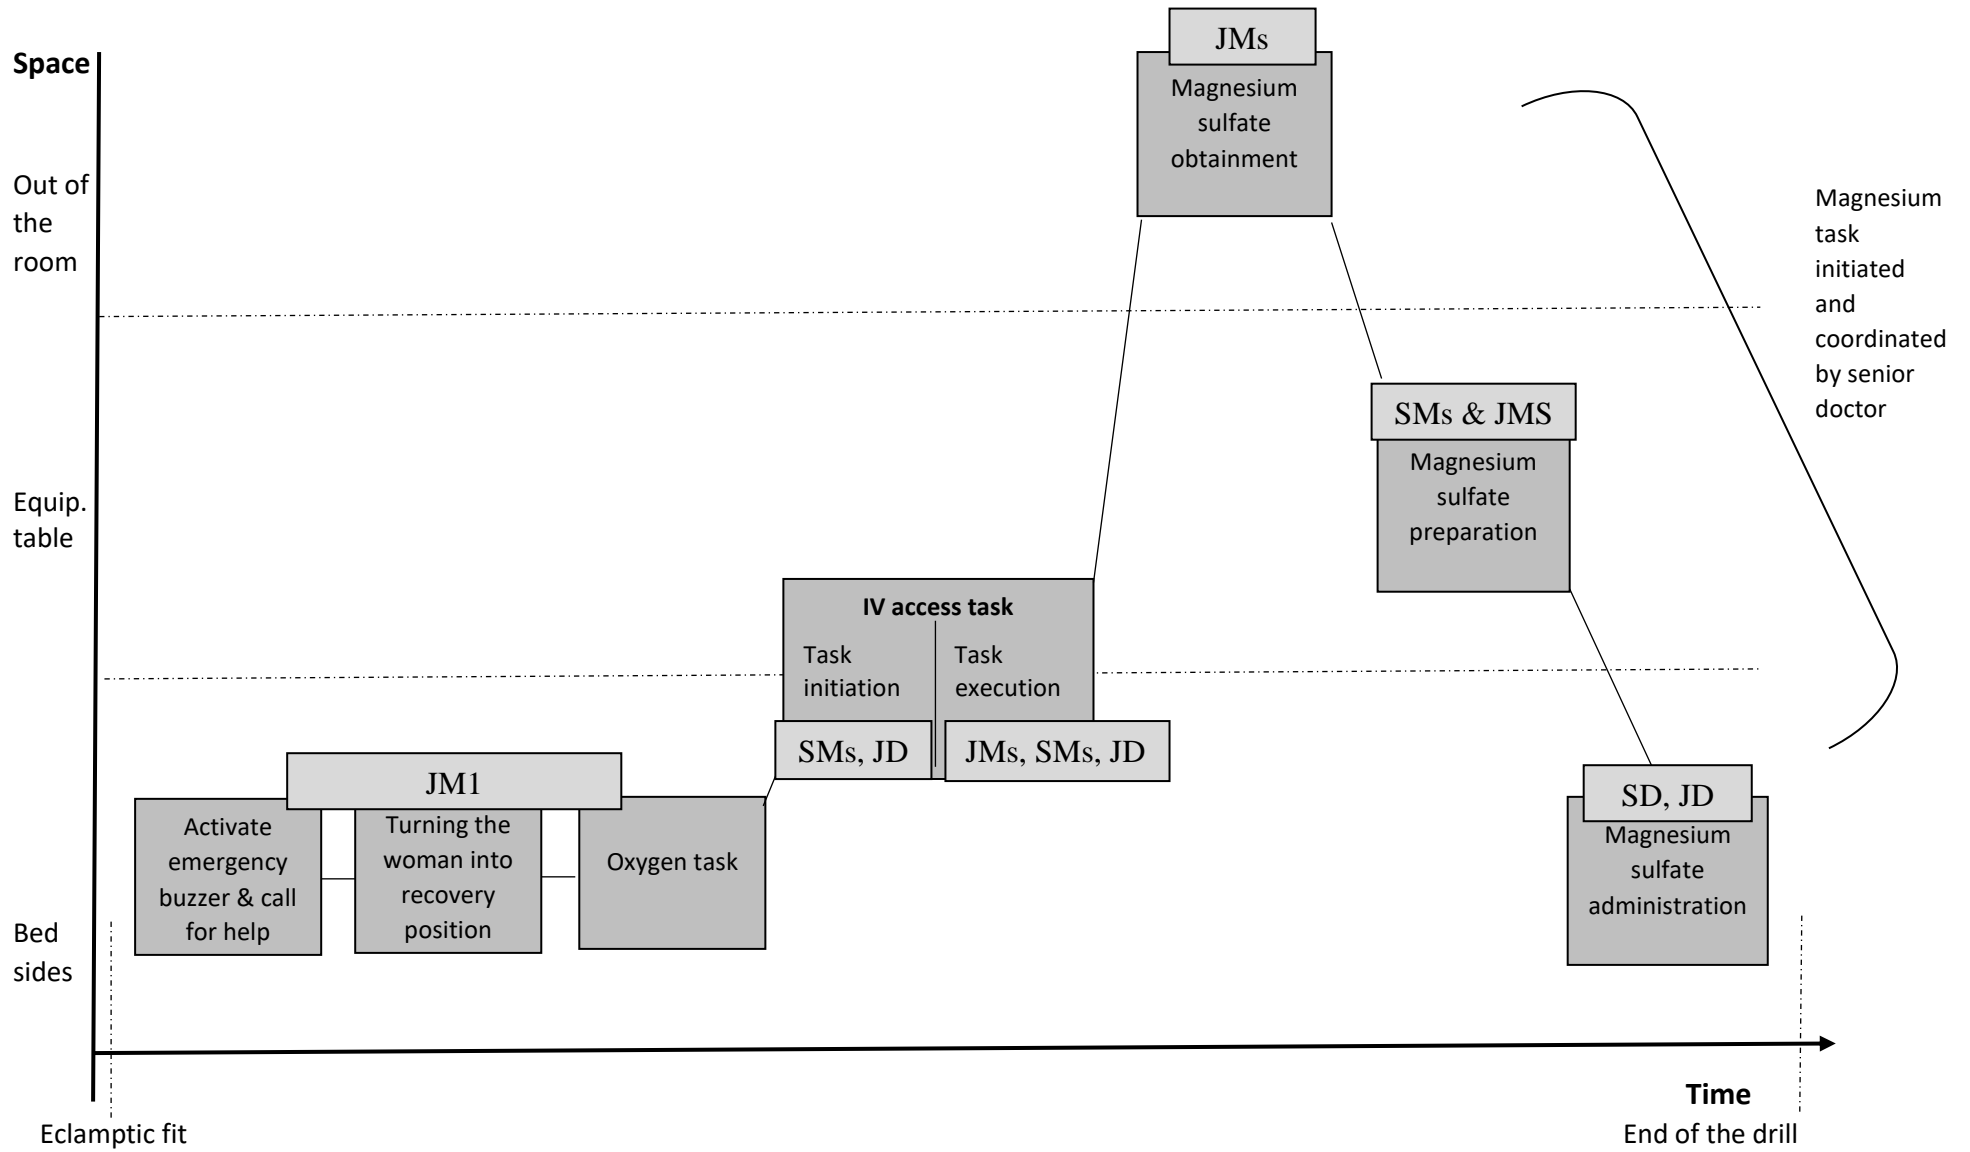 Space
Out of
the
room
Equip.
table
Bed
sides
JMs
Magnesium
sulfate
obtainment
Magnesium
task
initiated
and
coordinated
by senior
doctor
SMs & JMS
Magnesium
sulfate
preparation
IV access task
Task
initiation
Task
execution
SMs, JD
JMs, SMs, JD
JM1
Activate
emergency
buzzer & call
for help
Turning the
woman into
recovery
position
Oxygen task
SD, JD
Magnesium
sulfate
administration
Time
Eclamptic fit
End of the drill